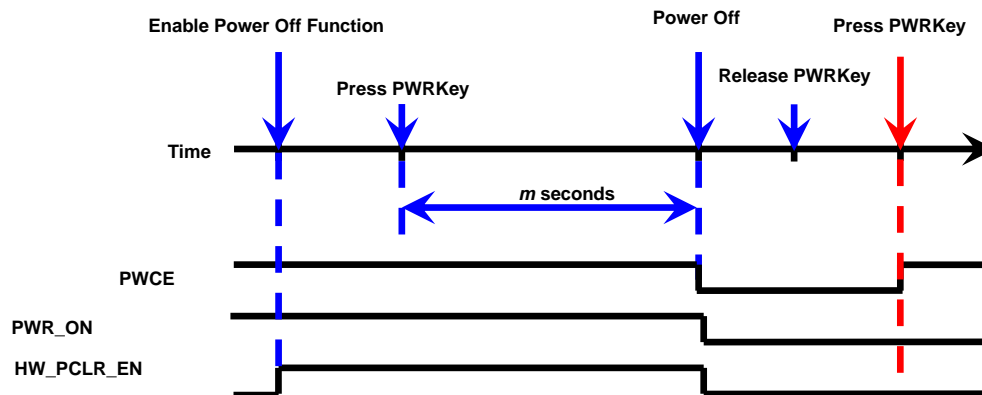 Enable Power Off Function
Power Off
Press PWRKey
Press PWRKey
Release PWRKey
Time
m seconds
PWCE
PWR_ON
HW_PCLR_EN